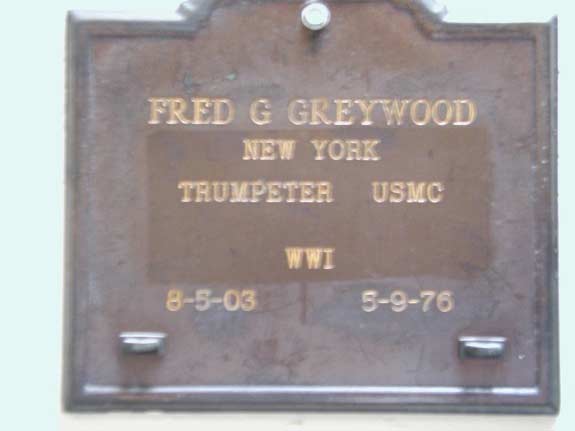 FRED G GREYWOOD
NEW YORK
TRUMPETER USMC
WWI
8-5-03 5-9-76